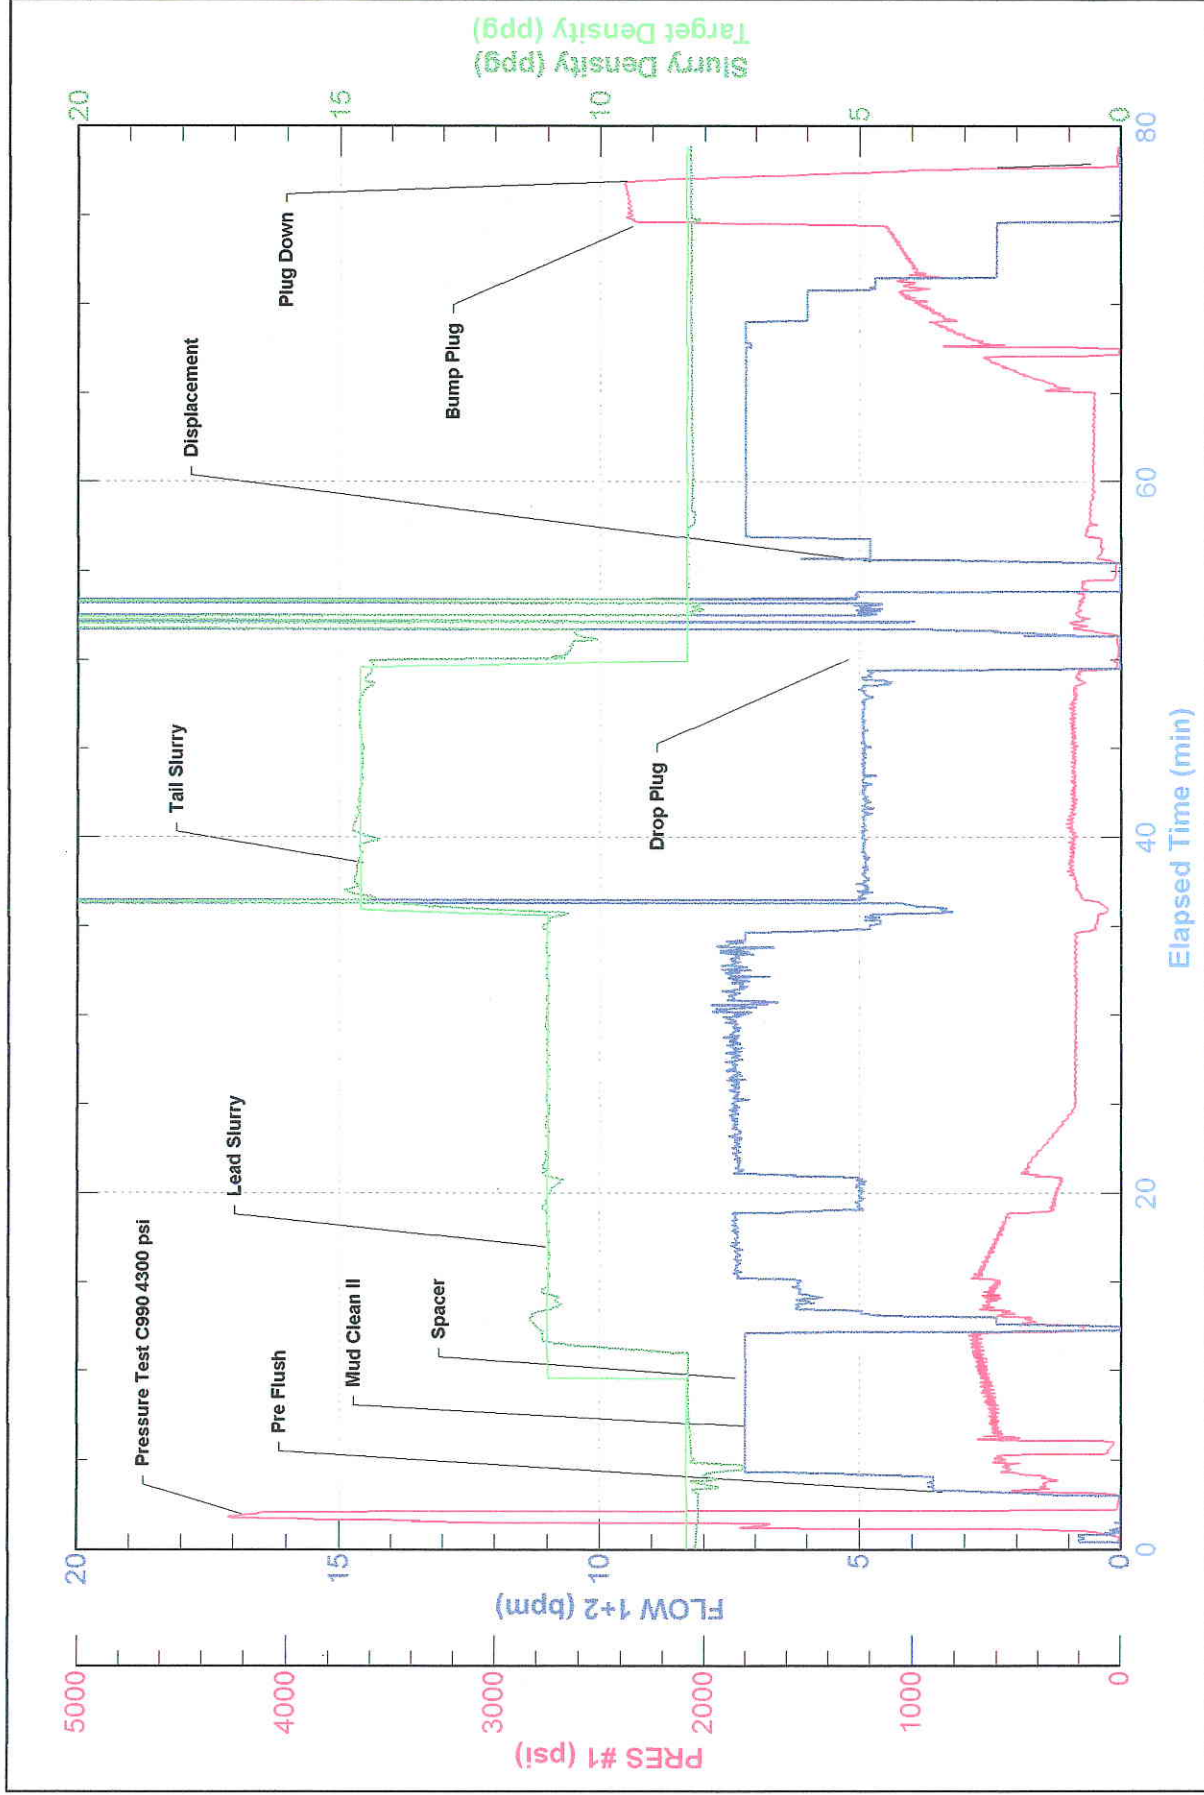 Pressure Test C990 4300 psi
Pre Flush
Mud Clean II
Spacer
Lead Slurry
Tail Slurry
Drop Plug
Displacement
Bump Plug
Plug Down
PRES #1 (psi)
5000
4000
3000
2000
1000
0
FLOW 1+2 (bpm)
20
15
10
5
0
Elapsed Time (min)
0
20
40
60
80
Slurry Density (ppg)
Target Density (ppg)
20
15
10
5
0